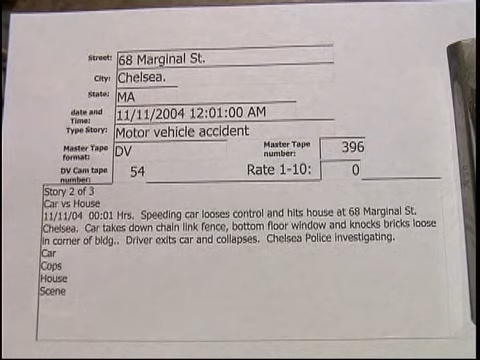 Street: 68 Marginal St.
City: Chelsea.
State: MA
date and Time: 11/11/2004 12:01:00 AM
Type Story: Motor vehicle accident
Master Tape format: DV Master Tape number: 396
DV Cam tape number: 54 Rate 1-10: 0
Story 2 of 3
Car vs House
11/11/04 00:01 Hrs. Speeding car looses control and hits house at 68 Marginal St.
Chelsea. Car takes down chain link fence, bottom floor window and knocks bricks loose
in corner of bldg.. Driver exits car and collapses. Chelsea Police investigating.
Car
Cops
House
Scene